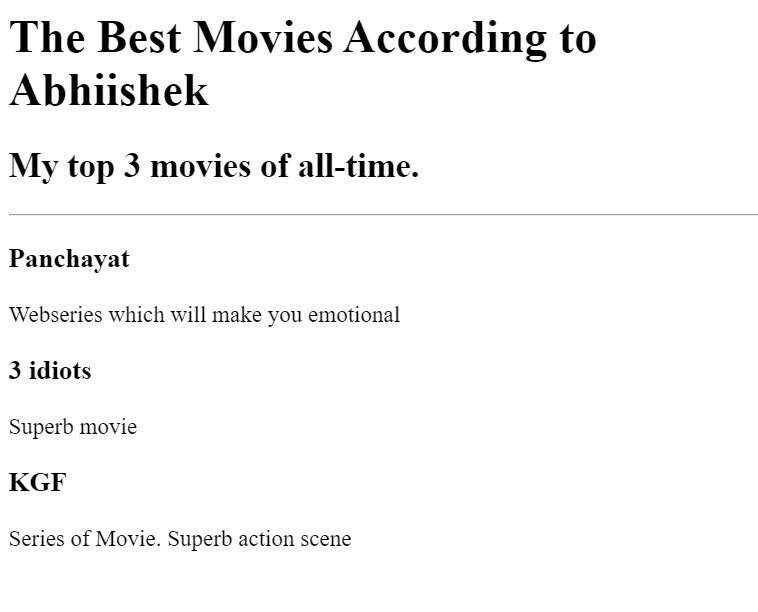 The Best Movies According to
Abhiishek
My top 3 movies of all-time.
Panchayat
Webseries which will make you emotional
3 idiots
Superb movie
KGF
Series of Movie. Superb action scene